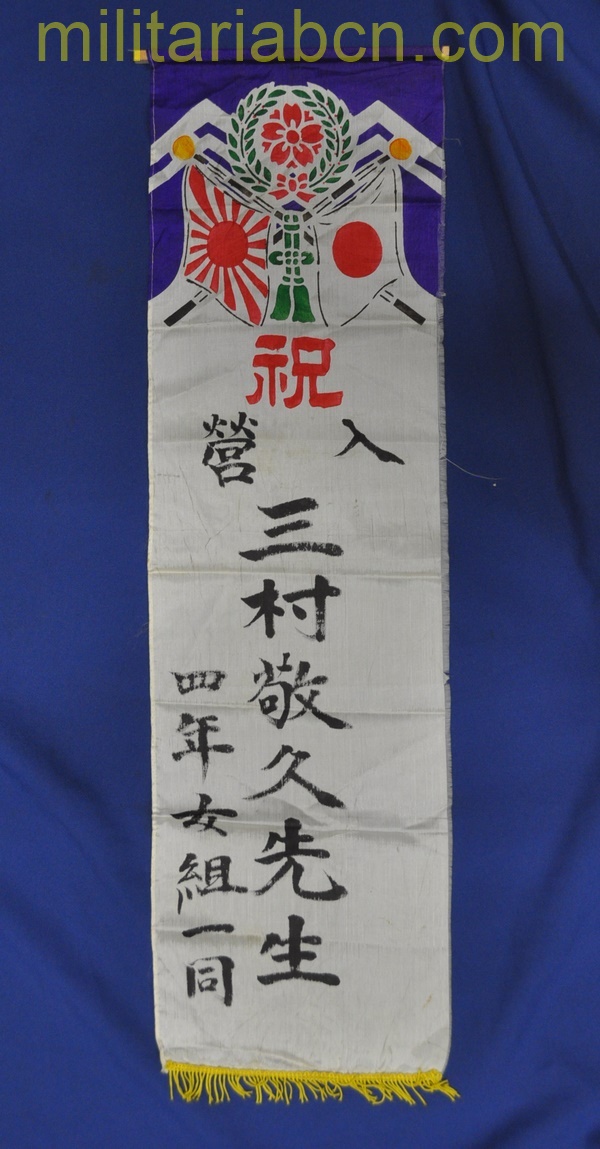 militariabcn.com
祝
入營
三村敬久先生
四年女組一同